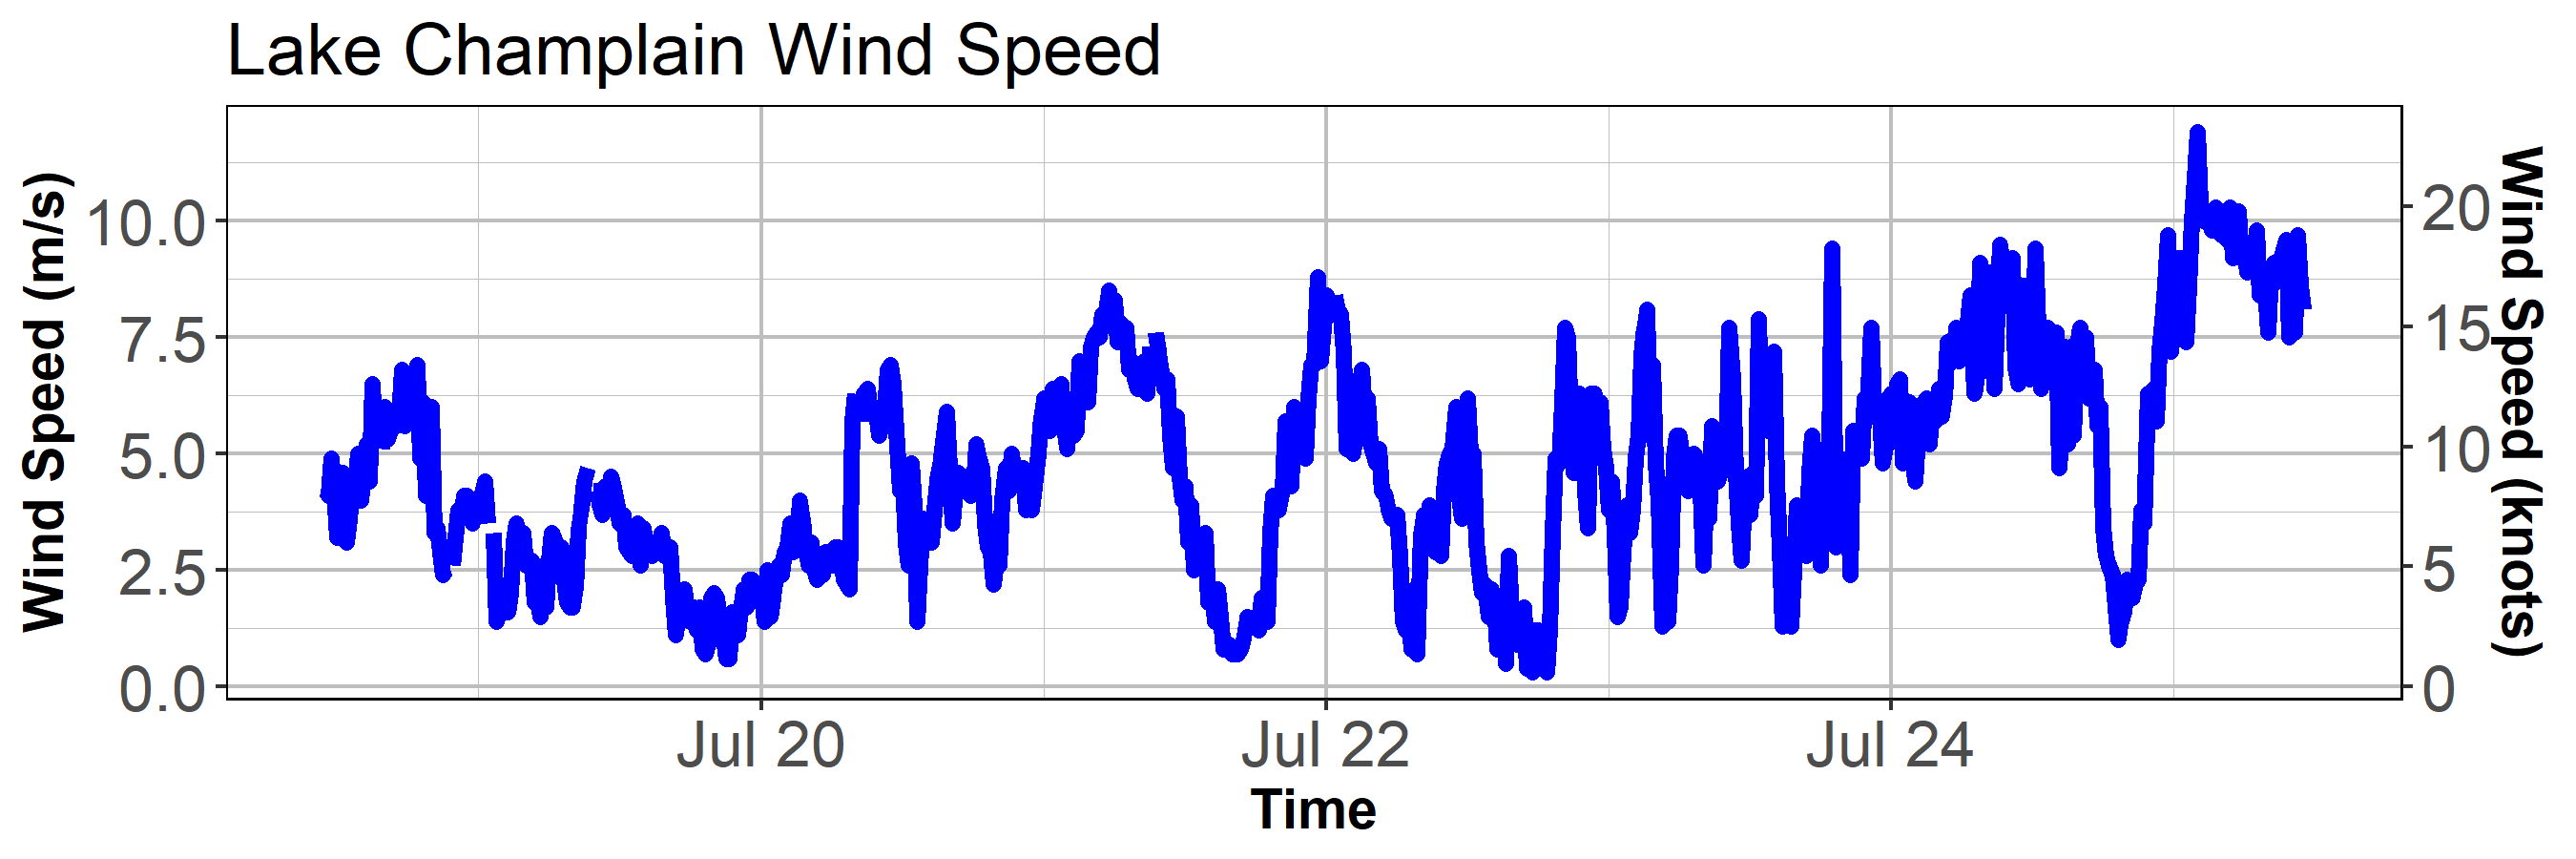 Lake Champlain Wind Speed
Wind Speed (m/s)
10.0
7.5
5.0
2.5
0.0
20
15
10
5
0
Wind Speed (knots)
Jul 20
Jul 22
Jul 24
Time